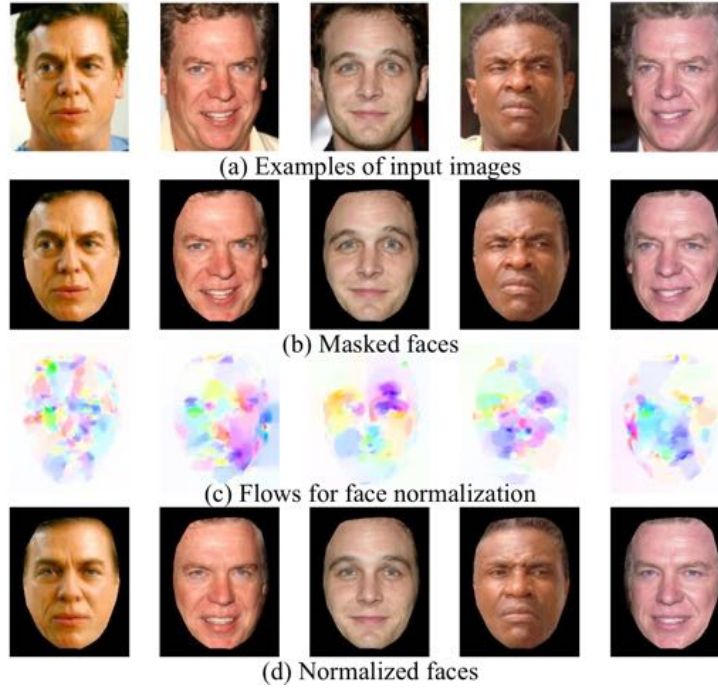 (a) Examples of input images
(b) Masked faces
(c) Flows for face normalization
(d) Normalized faces